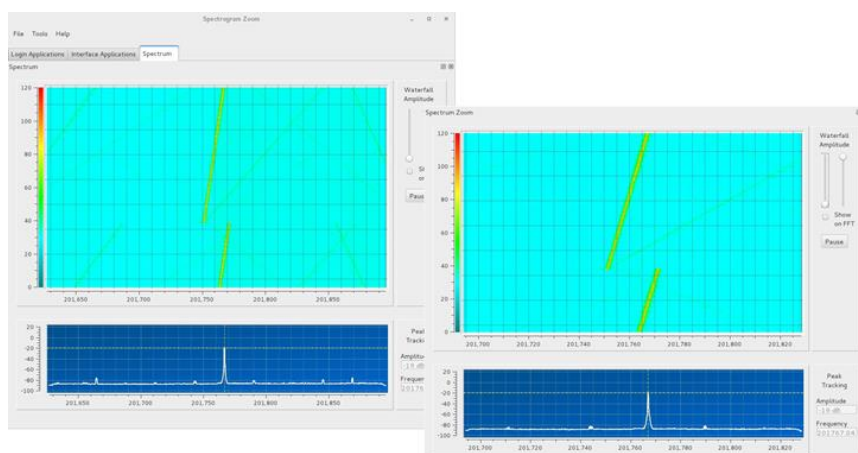 Spectrogram Zoom
File Tools Help
Login Applications Interface Applications Spectrum
Spectrum
120
100
80
60
40
20
0
201,650 201,700 201,750 201,800 201,850
Waterfall
Amplitude
20
0
-20
-40
-60
-80
-100
201,650 201,700 201,750 201,800 201,850
Spectrum Zoom
120
100
80
60
40
20
0
201,700 201,720 201,740 201,760 201,780 201,800 201,820
Waterfall
Amplitude
Show
on FFT
Pause
20
0
-20
-40
-60
-80
-100
201,700 201,720 201,740 201,760 201,780 201,800 201,820
Peak
Tracking
Amplitude
-19 dB
Frequency
201767.04